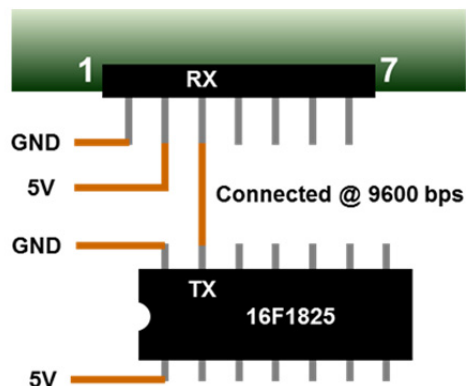 1 RX 7
GND
5V
Connected @ 9600 bps
GND
TX
16F1825
5V